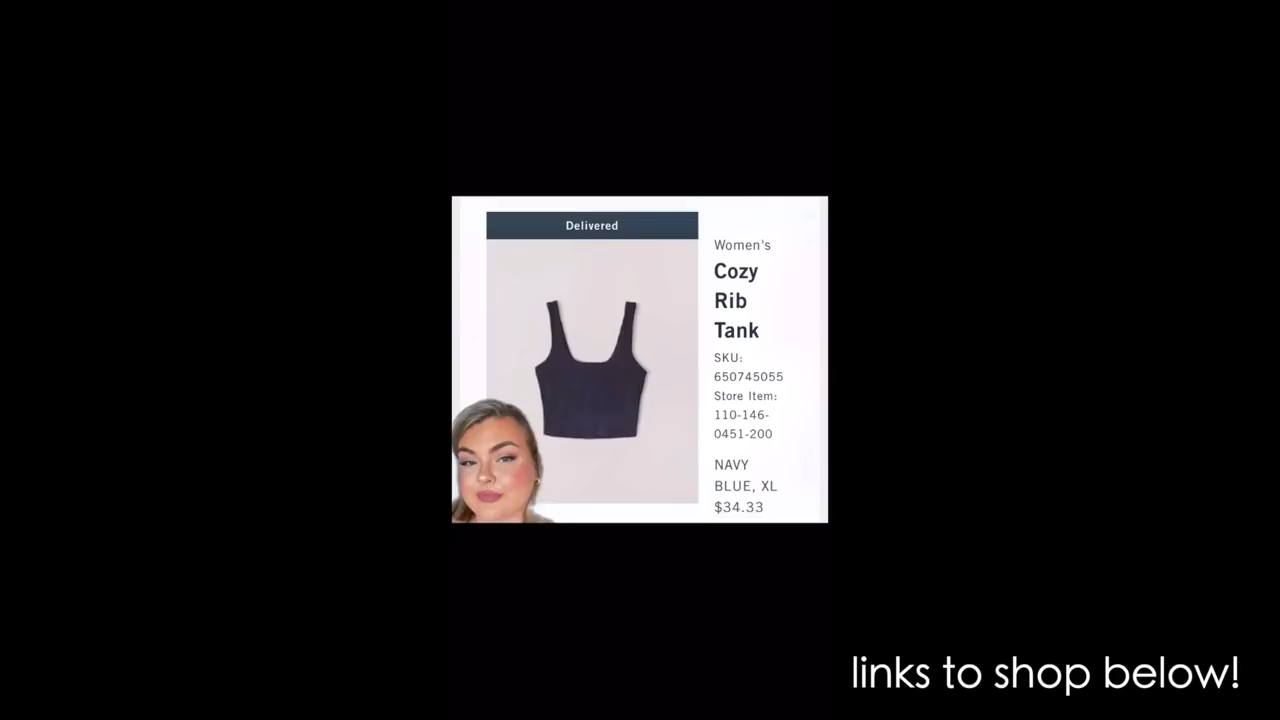 Delivered
Women's
Cozy
Rib
Tank
SKU:
650745055
Store Item:
110-146-
0451-200
NAVY
BLUE, XL
$34.33
links to shop below!